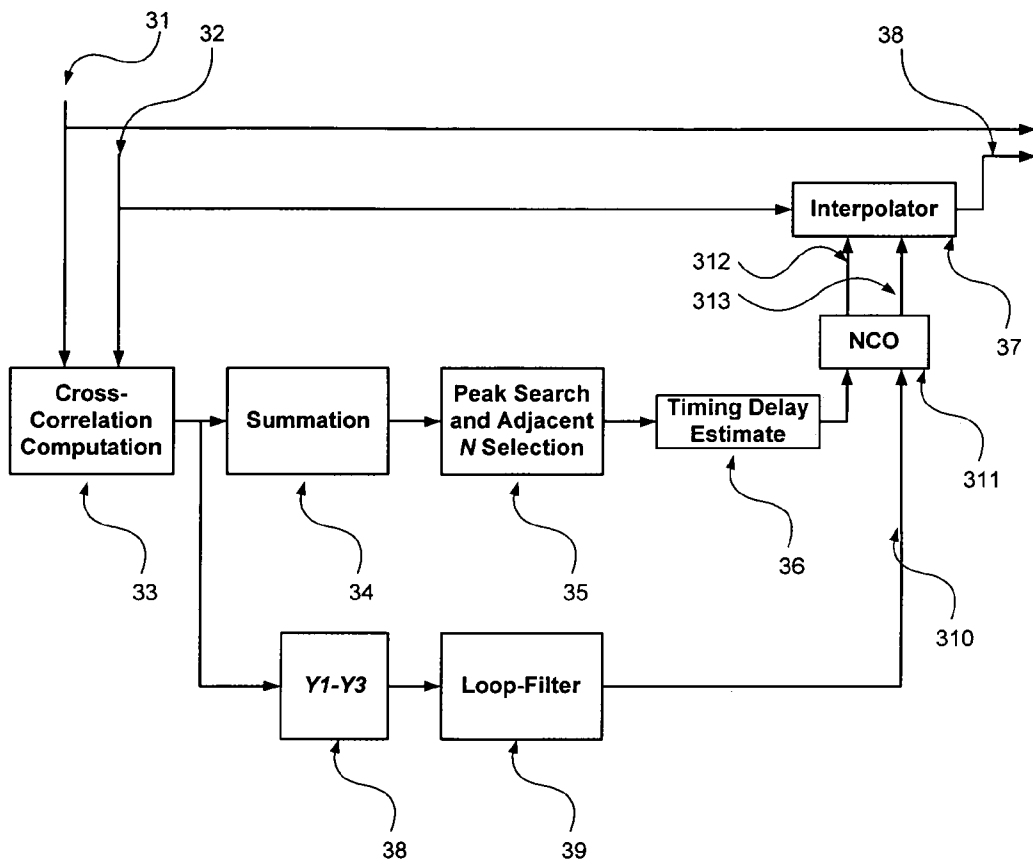 31
32
38
Interpolator
312
313
37
NCO
Cross-
Correlation
Computation
Summation
Peak Search
and Adjacent
N Selection
Timing Delay
Estimate
311
33
34
35
36
310
Y1-Y3
Loop-Filter
38
39